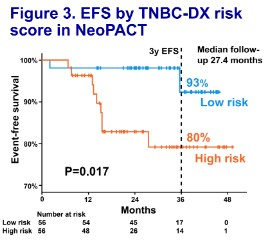 Figure 3. EFS by TNBC-DX risk
score in NeoPACT
3y EFS
Median follow-
up 27.4 months
100%
93%
Low risk
90%
80%
High risk
80%
P=0.017
70%
Event-free survival
0 12 24 36 48
Months
Number at risk
Low risk 56 54 45 17 0
High risk 56 48 26 14 1